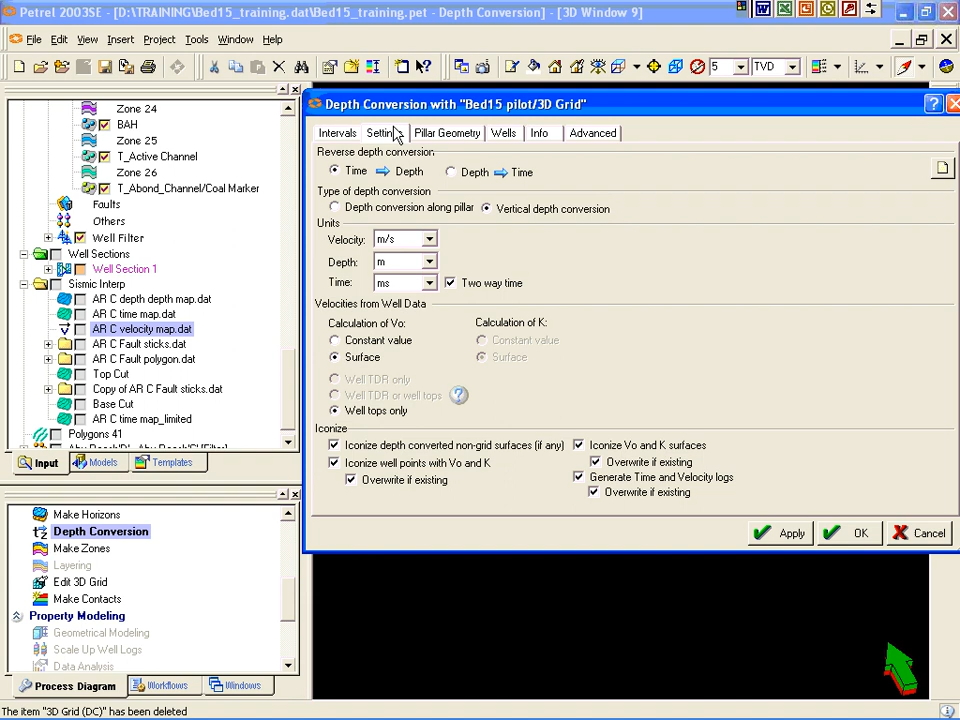 Petrel 2003SE - [D:\TRAINING\Bed15_training.dat\Bed15_training.pet - Depth Conversion] - [3D Window 9]
File Edit View Insert Project Tools Window Help
5 TVD
Zone 24
BAH
Zone 25
T_Active Channel
Zone 26
T_Abond_Channel/Coal Marker
Faults
Others
Well Filter
Well Sections
Well Section 1
Sismic Interp
AR C depth depth map.dat
AR C time map.dat
AR C velocity map.dat
AR C Fault sticks.dat
AR C Fault polygon.dat
Top Cut
Copy of AR C Fault sticks.dat
Base Cut
AR C time map_limited
Polygons 41
Input Models Templates
Make Horizons
Depth Conversion
Make Zones
Layering
Edit 3D Grid
Make Contacts
Property Modeling
Geometrical Modeling
Scale Up Well Logs
Data Analysis
Process Diagram Workflows Windows
Depth Conversion with "Bed15 pilot/3D Grid"
Intervals Settings Pillar Geometry Wells Info Advanced
Reverse depth conversion
Time Depth Depth Time
Type of depth conversion
Depth conversion along pillar Vertical depth conversion
Units
Velocity: m/s
Depth: m
Time: ms Two way time
Velocities from Well Data
Calculation of Vo: Calculation of K:
Constant value Constant value
Surface Surface
Well TDR only
Well TDR or well tops
Well tops only
Iconize
Iconize depth converted non-grid surfaces (if any) Iconize Vo and K surfaces
Overwrite if existing
Iconize well points with Vo and K
Generate Time and Velocity logs
Overwrite if existing
Overwrite if existing
Apply OK Cancel
The item "3D Grid (DC)" has been deleted